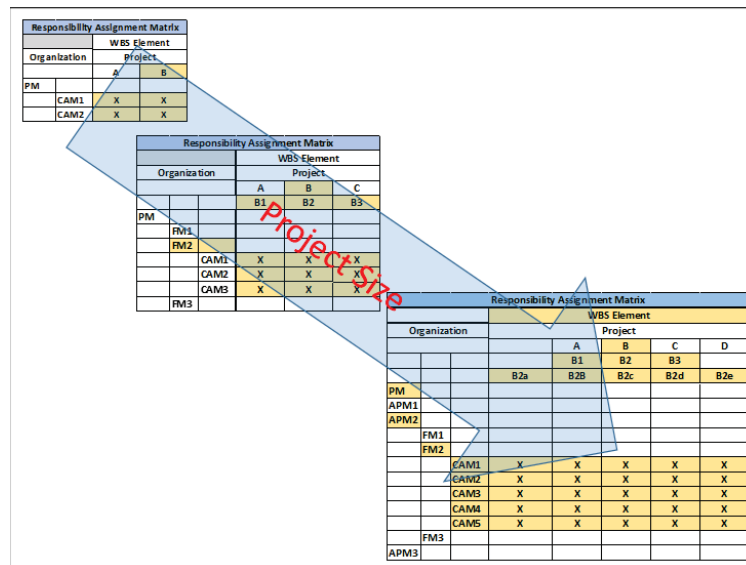 Responsibility Assignment Matrix
WBS Element
Organization Project
A B
PM
CAM1 X X
CAM2 X X
Responsibility Assignment Matrix
WBS Element
Organization Project
A B C
B1 B2 B3
PM
FM1
FM2
CAM1 X X X
CAM2 X X X
CAM3 X X X
FM3
Project Size
Responsibility Assignment Matrix
WBS Element
Organization Project
A B C D
B1 B2 B3
B2a B2B B2c B2d B2e
PM
APM1
APM2
FM1
FM2
CAM1 X X X X X
CAM2 X X X X X
CAM3 X X X X X
CAM4 X X X X X
CAM5 X X X X X
FM3
APM3